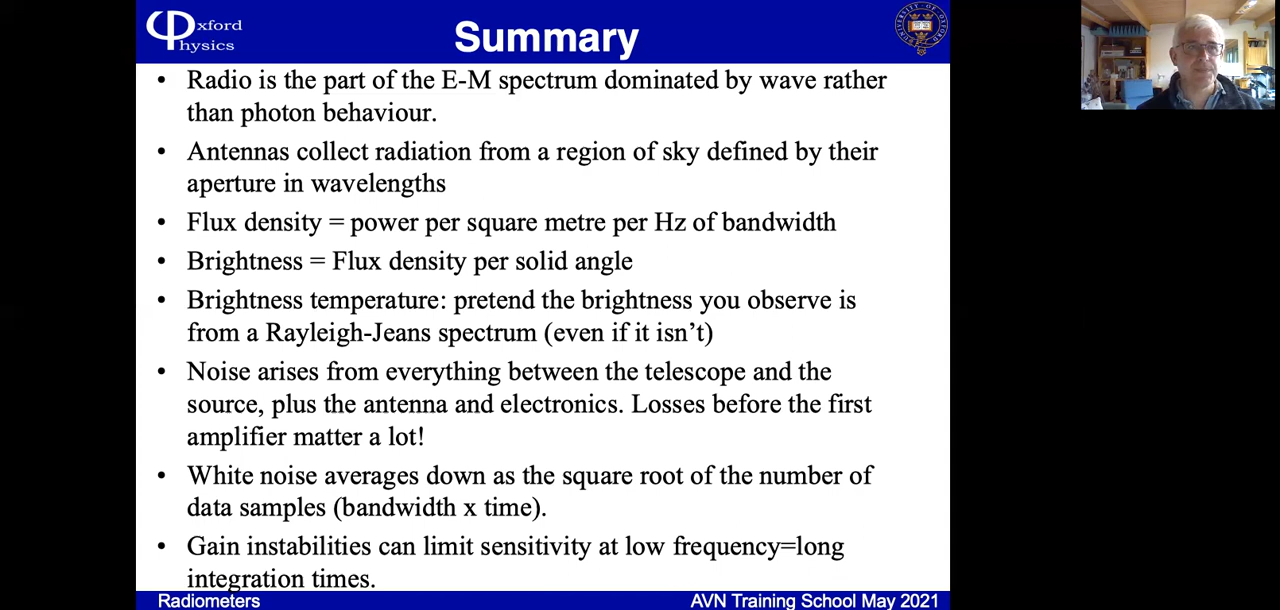 Oxford
Physics
Summary
UNIVERSITY OF OXFORD
• Radio is the part of the E-M spectrum dominated by wave rather
than photon behaviour.
• Antennas collect radiation from a region of sky defined by their
aperture in wavelengths
• Flux density = power per square metre per Hz of bandwidth
• Brightness = Flux density per solid angle
• Brightness temperature: pretend the brightness you observe is
from a Rayleigh-Jeans spectrum (even if it isn’t)
• Noise arises from everything between the telescope and the
source, plus the antenna and electronics. Losses before the first
amplifier matter a lot!
• White noise averages down as the square root of the number of
data samples (bandwidth x time).
• Gain instabilities can limit sensitivity at low frequency=long
integration times.
Radiometers
AVN Training School May 2021